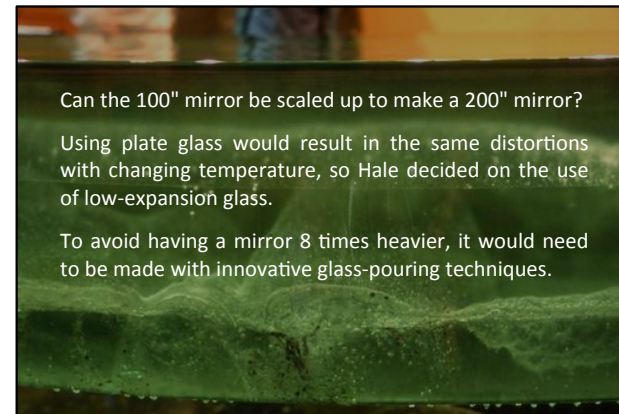 Can the 100" mirror be scaled up to make a 200" mirror?
Using plate glass would result in the same distortions
with changing temperature, so Hale decided on the use
of low-expansion glass.
To avoid having a mirror 8 times heavier, it would need
to be made with innovative glass-pouring techniques.